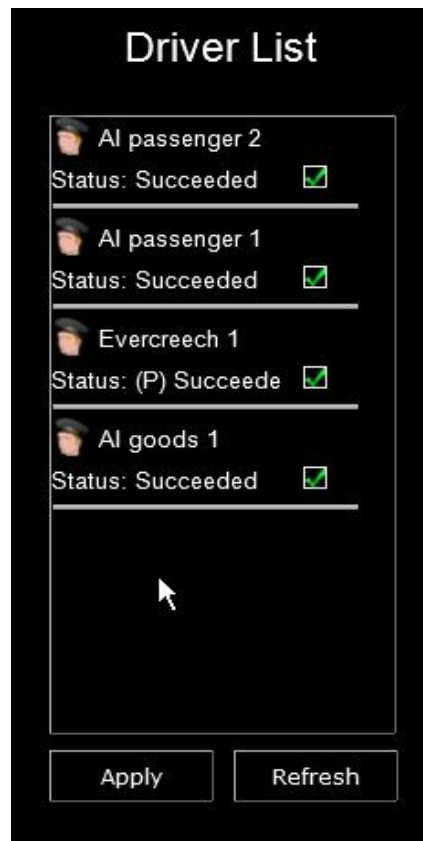 Driver List
AI passenger 2
Status: Succeeded
AI passenger 1
Status: Succeeded
Evercreech 1
Status: (P) Succeede
AI goods 1
Status: Succeeded
Apply
Refresh